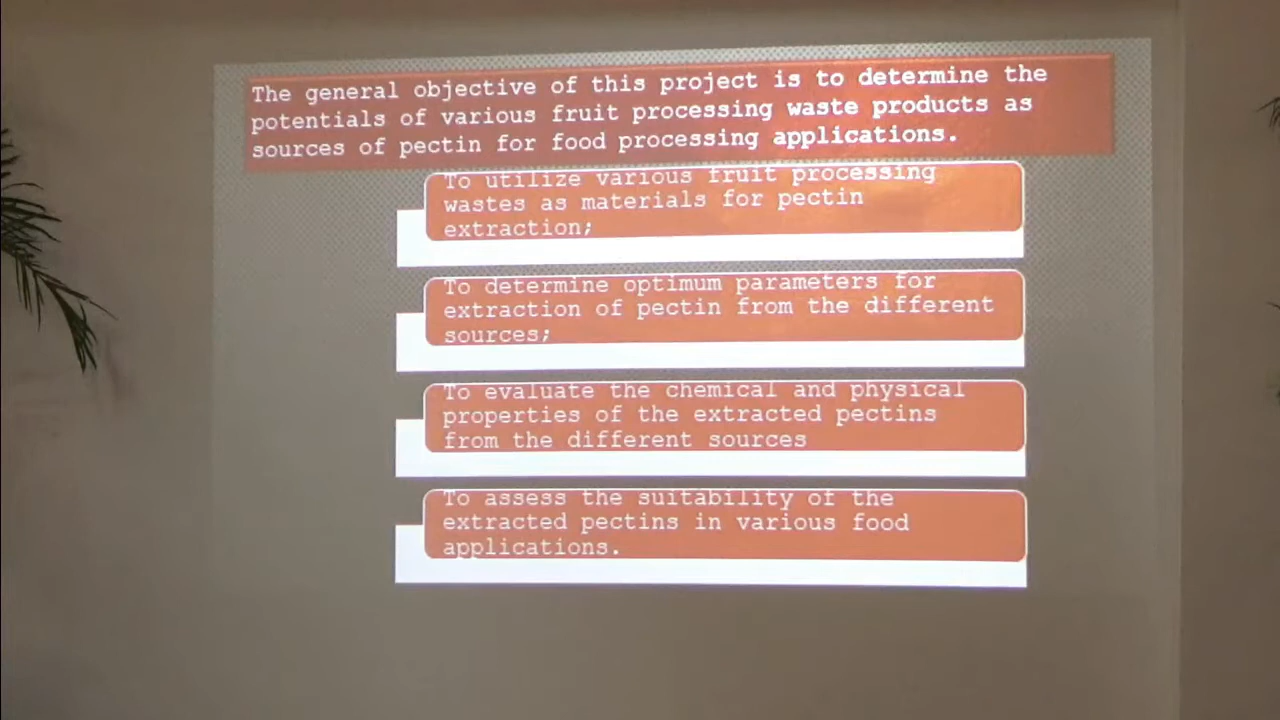 The general objective of this project is to determine the
potentials of various fruit processing waste products as
sources of pectin for food processing applications.
To utilize various fruit processing
wastes as materials for pectin
extraction;
To determine optimum parameters for
extraction of pectin from the different
sources;
To evaluate the chemical and physical
properties of the extracted pectins
from the different sources
To assess the suitability of the
extracted pectins in various food
applications.